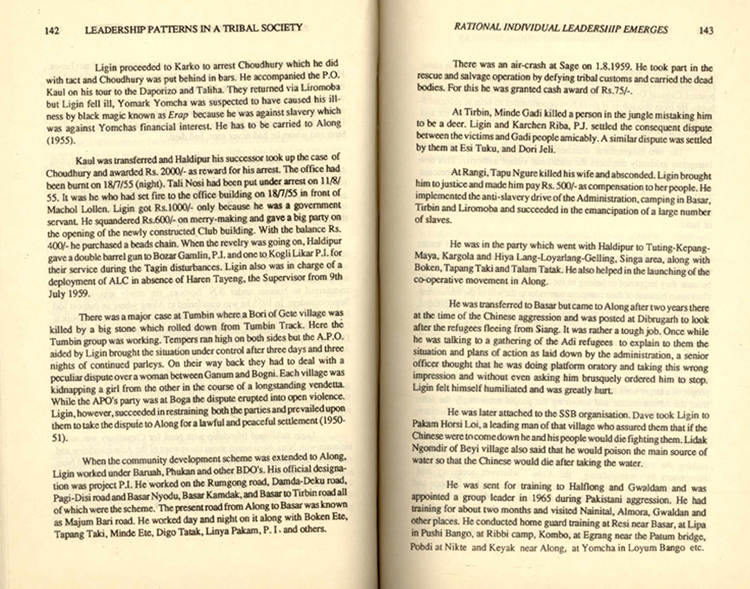 142 LEADERSHIP PATTERNS IN A TRIBAL SOCIETY
Ligin proceeded to Karko to arrest Choudhury which he did
with tact and Choudhury was put behind in bars. He accompanied the P.O.
Kaul on his tour to the Daporizo and Taliha. They returned via Liromoba
but Ligin fell ill, Yomark Yomcha was suspected to have caused his ill-
ness by black magic known as Erap because he was against slavery which
was against Yomchas financial interest. He has to be carried to Along
(1955).
Kaul was transferred and Haldipur his successor took up the case of
Choudhury and awarded Rs. 2000/- as reward for his arrest. The office had
been burnt on 18/7/55 (night). Tali Nosi had been put under arrest on 11/8/
55. It was he who had set fire to the office building on 18/7/55 in front of
Machol Lollen. Ligin got Rs.1000/- only because he was a government
servant. He squandered Rs.600/- on merry-making and gave a big party on
the opening of the newly constructed Club building. With the balance Rs.
400/- he purchased a beads chain. When the revelry was going on, Haldipur
gave a double barrel gun to Bozar Gamlin, P.I. and one to Kogli Likar P.I. for
their service during the Tagin disturbances. Ligin also was in charge of a
deployment of ALC in absence of Haren Tayeng, the Supervisor from 9th
July 1959.
There was a major case at Tumbin where a Bori of Gete village was
killed by a big stone which rolled down from Tumbin Track. Here the
Tumbin group was working. Tempers ran high on both sides but the A.P.O.
aided by Ligin brought the situation under control after three days and three
nights of continued parleys. On their way back they had to deal with a
peculiar dispute over a woman between Ganum and Bogni. Each village was
kidnapping a girl from the other in the course of a longstanding vendetta.
While the APO's party was at Boga the dispute erupted into open violence.
Ligin, however, succeeded in restraining both the parties and prevailed upon
them to take the dispute to Along for a lawful and peaceful settlement (1950-
51).
When the community development scheme was extended to Along,
Ligin worked under Baruah, Phukan and other BDO's. His official designa-
tion was project P.I. He worked on the Rumgong road, Damda-Deku road,
Pagi-Disi road and Basar Nyodu, Basar Kamdak, and Basar to Tirbin road all
of which were the scheme. The present road from Along to Basar was known
as Majum Bari road. He worked day and night on it along with Boken Ete,
Tapang Taki, Minde Ete, Digo Tatak, Linya Pakam, P. I. and others.
RATIONAL INDIVIDUAL LEADERSHIP EMERGES 143
There was an air-crash at Sage on 1.8.1959. He took part in the
rescue and salvage operation by defying tribal customs and carried the dead
bodies. For this he was granted cash award of Rs.75/-.
At Tirbin, Minde Gadi killed a person in the jungle mistaking him
to be a deer. Ligin and Karchen Riba, P.J. settled the consequent dispute
between the victims and Gadi people amicably. A similar dispute was settled
by them at Esi Tuku, and Dori Jeli.
At Rangi, Tapu Ngure killed his wife and absconded. Ligin brought
him to justice and made him pay Rs. 500/- as compensation to her people. He
implemented the anti-slavery drive of the Administration, camping in Basar,
Tirbin and Liromoba and succeeded in the emancipation of a large number
of slaves.
He was in the party which went with Haldipur to Tuting-Kepang-
Maya, Kargola and Hiya Lang-Loyarlang-Gelling, Singa area, along with
Boken, Tapang Taki and Talam Tatak. He also helped in the launching of the
co-operative movement in Along.
He was transferred to Basar but came to Along after two years there
at the time of the Chinese aggression and was posted at Dibrugarh to look
after the refugees fleeing from Siang. It was rather a tough job. Once while
he was talking to a gathering of the Adi refugees to explain to them the
situation and plans of action as laid down by the administration, a senior
officer thought that he was doing platform oratory and taking this wrong
impression and without even asking him brusquely ordered him to stop.
Ligin felt himself humiliated and was greatly hurt.
He was later attached to the SSB organisation. Dave took Ligin to
Pakam Horsi Loi, a leading man of that village who assured them that if the
Chinese were to come down he and his people would die fighting them. Lidak
Ngomdir of Beyi village also said that he would poison the main source of
water so that the Chinese would die after taking the water.
He was sent for training to Halflong and Gwaldam and was
appointed a group leader in 1965 during Pakistani aggression. He had
training for about two months and visited Nainital, Almora, Gwaldan and
other places. He conducted home guard training at Resi near Basar, at Lipa
in Pushi Bango, at Ribbi camp, Kombo, at Egrang near the Patum bridge,
Pobdi at Nikte and Keyak near Along, at Yomcha in Loyum Bango etc.